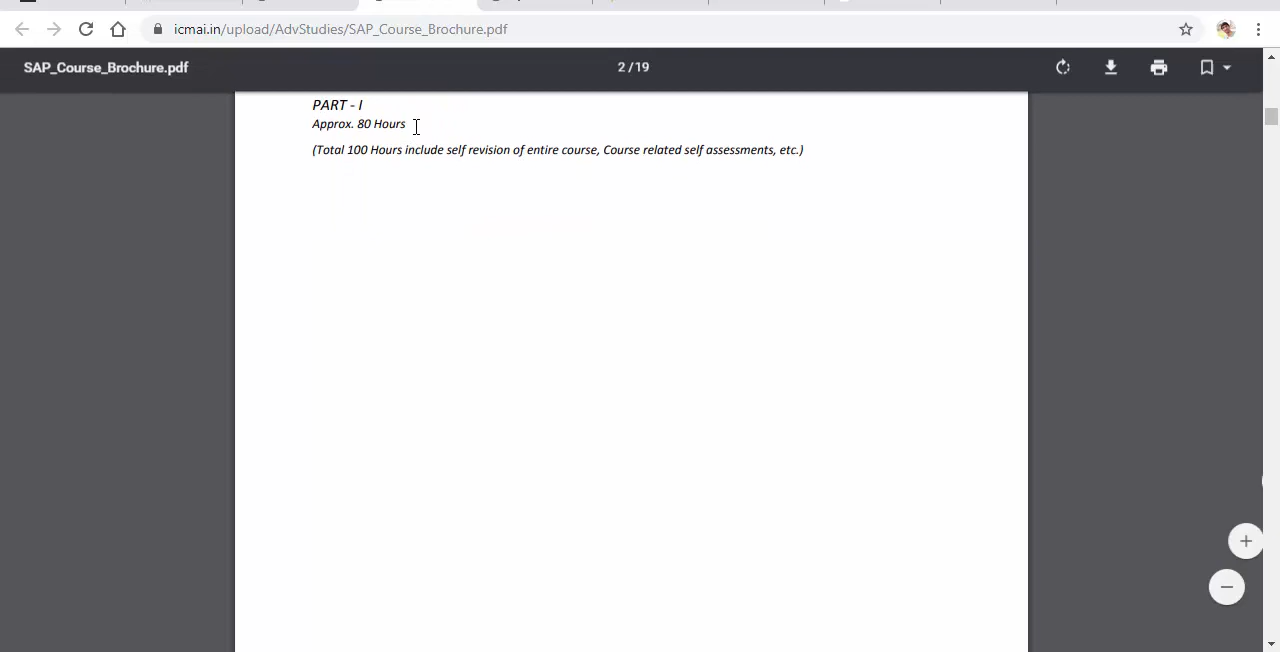 icmai.in/upload/AdvStudies/SAP_Course_Brochure.pdf
SAP_Course_Brochure.pdf
2 / 19
PART - I
Approx. 80 Hours
(Total 100 Hours include self revision of entire course, Course related self assessments, etc.)